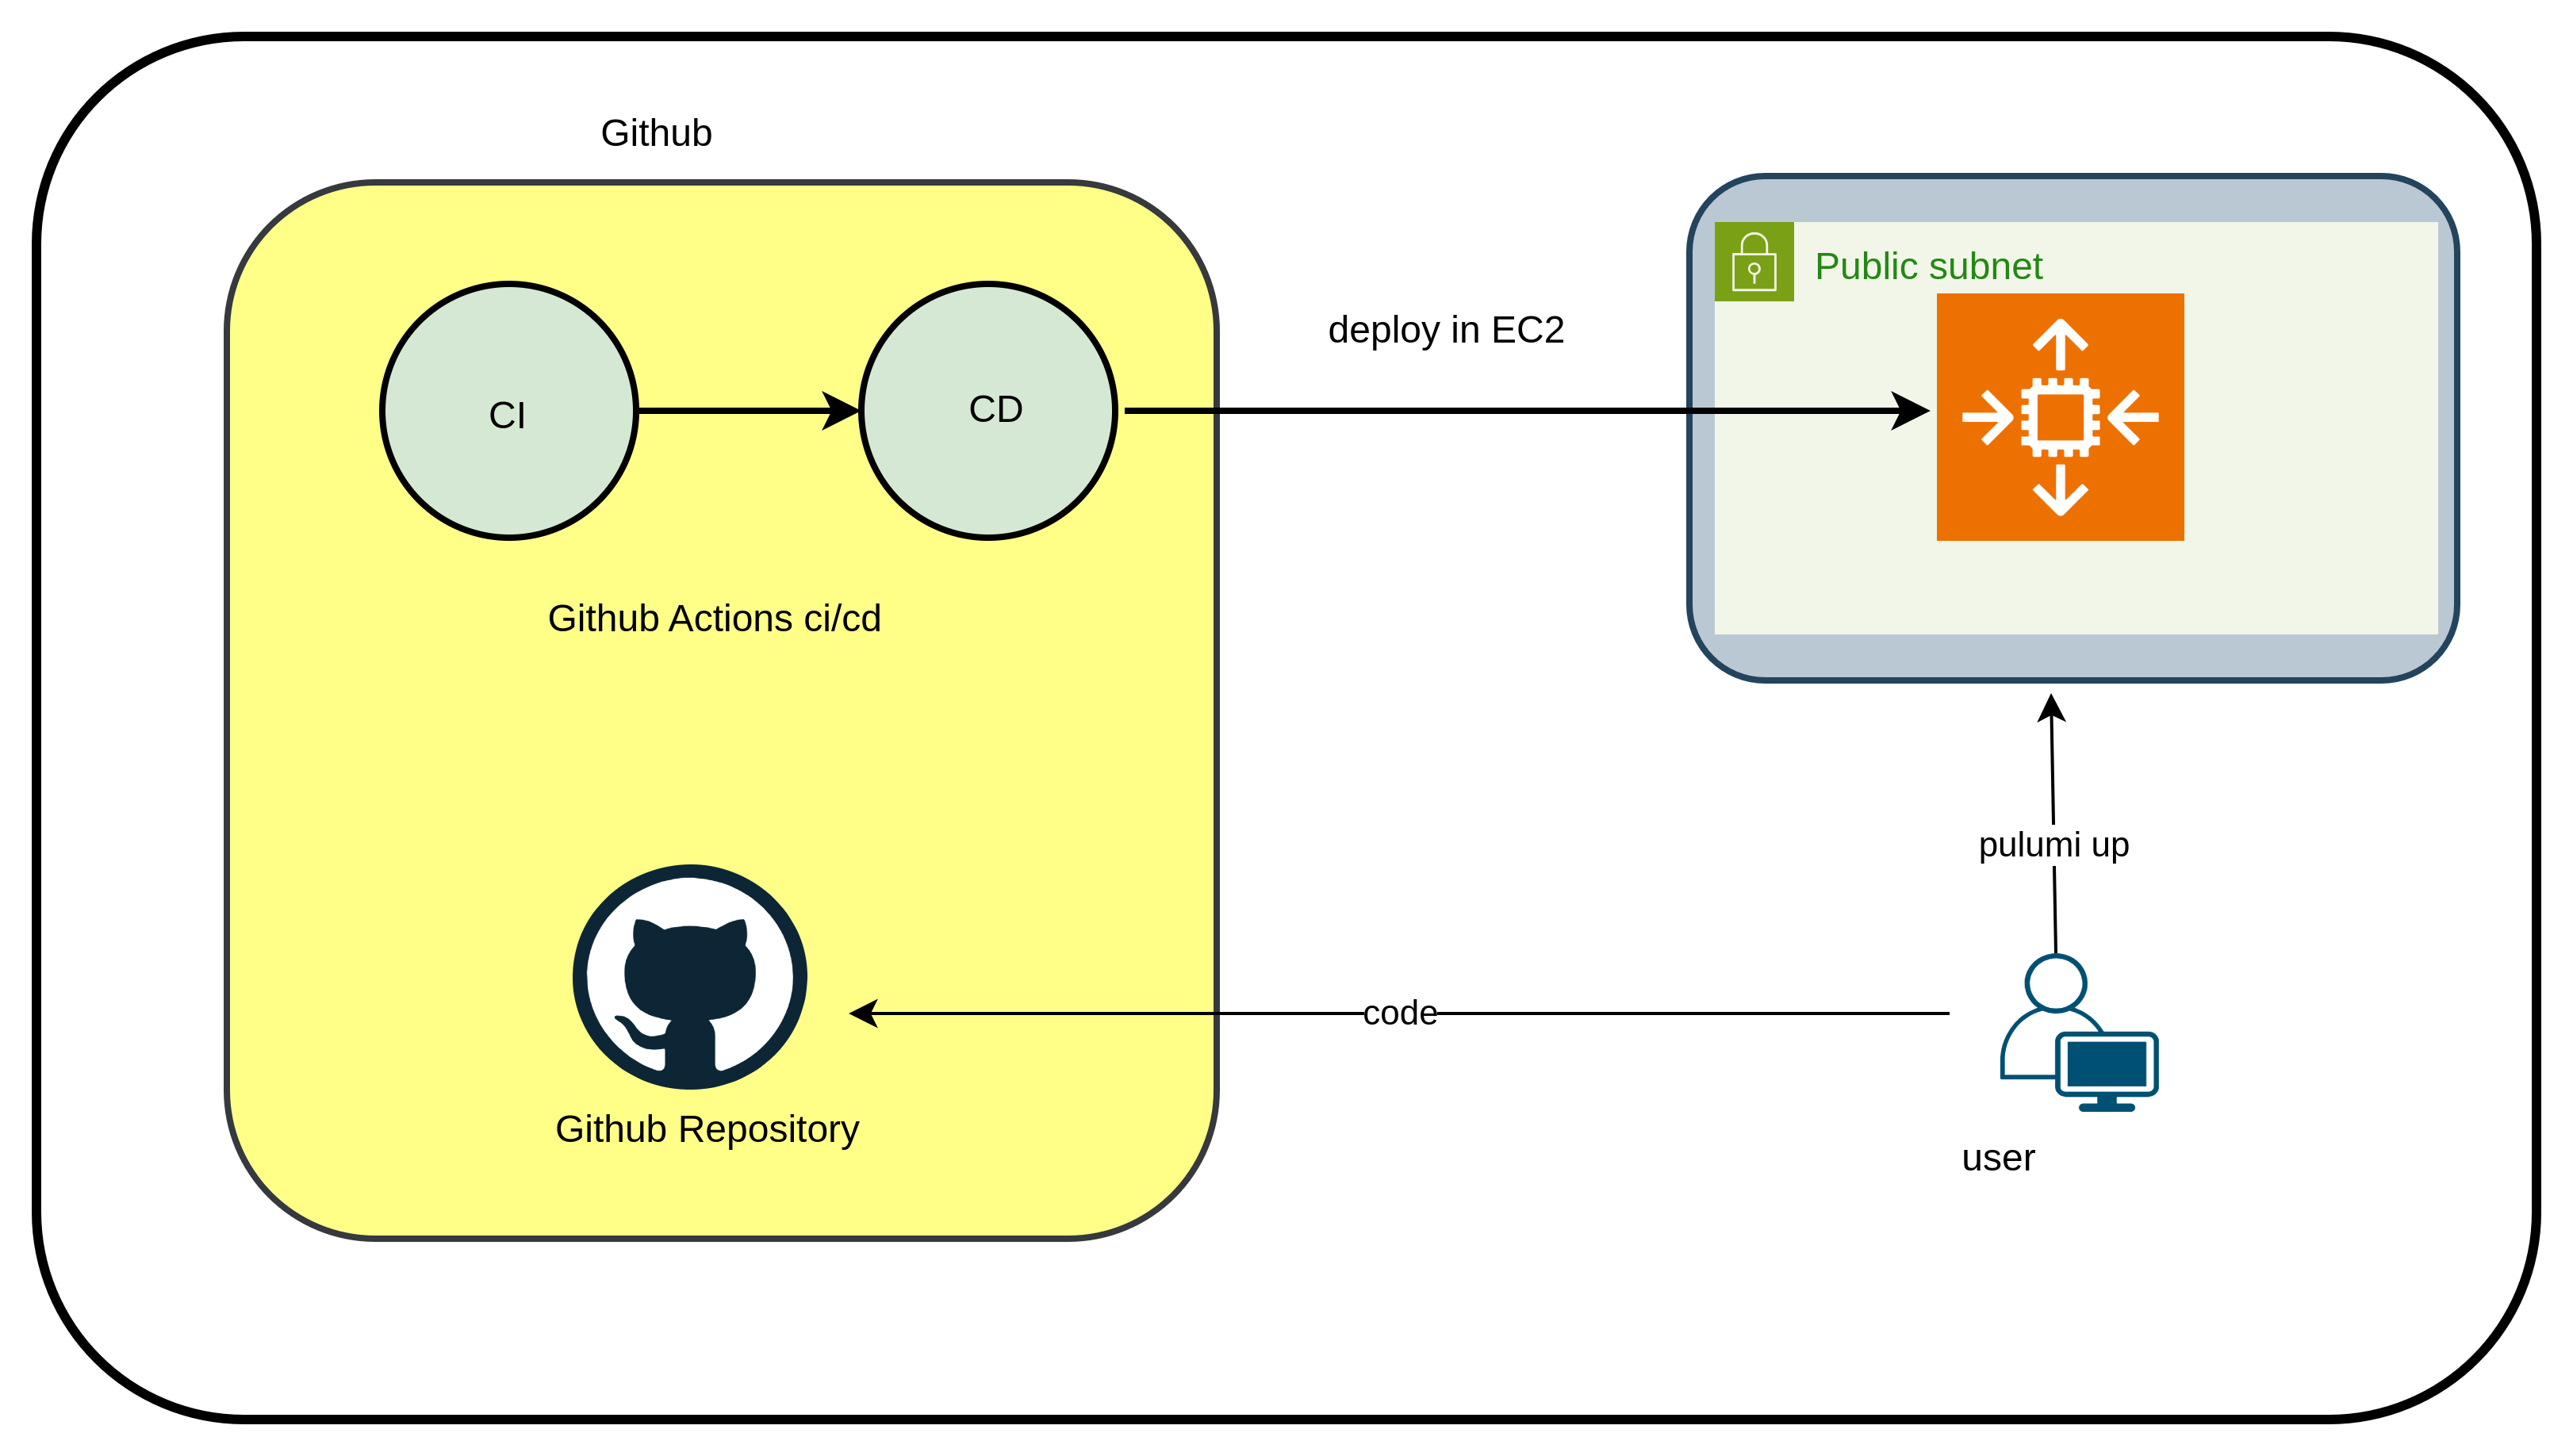 Github
Public subnet
deploy in EC2
CI
CD
Github Actions ci/cd
pulumi up
code
Github Repository
user